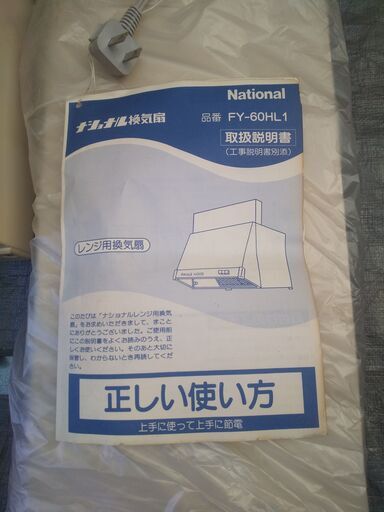 ナショナル換気扇
National
品番 FY-60HL1
取扱説明書
(工事説明書別添)
レンジ用換気扇
このたびは「ナショナルレンジ用換気
扇」をお求めいただきまして、まこと
にありがとうございました。ご使用前
にこの説明書をよくお読みのうえ、正
しくお使いください。そのあと大切に
保管し、わからないとき再読してくだ
さい。
正しい使い方
上手に使って上手に節電